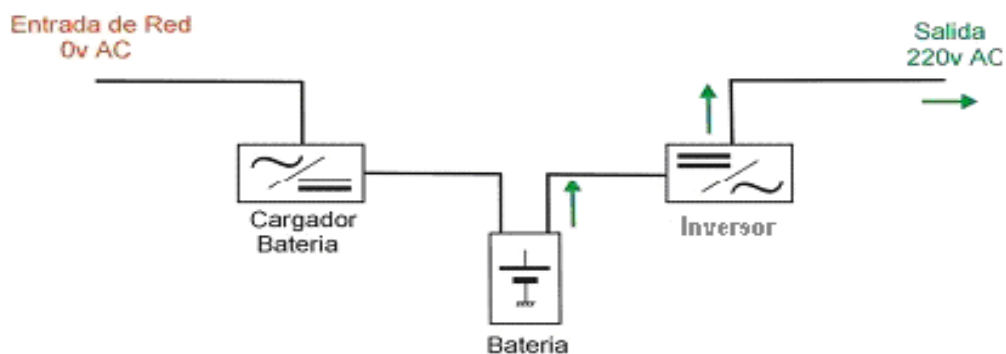 Entrada de Red
0v AC
Salida
220v AC
Cargador
Bateria
Inversor
Bateria